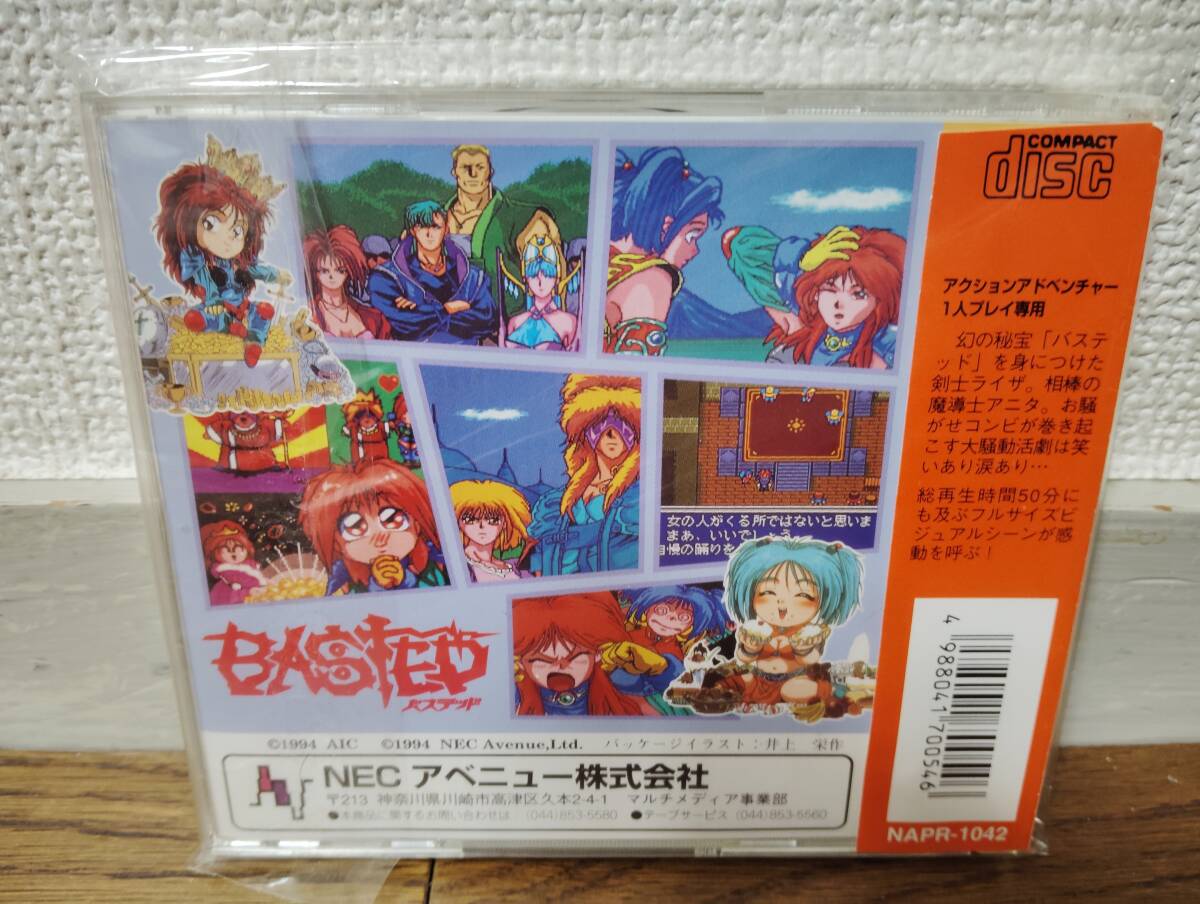 COMPACT
disc
アクションアドベンチャー
1人プレイ専用
幻の秘宝「バステ
ッド」を身につけた
剣士ライザ。相棒の
魔導士アニタ。お騒
がせコンビが巻き起
こす大騒動活劇は笑
いあり涙あり…
総再生時間50分に
も及ぶフルサイズビ
ジュアルシーンが感
動を呼ぶ！
女の人がくる所ではないと思いま
まあ、いいでしょう
自慢の踊りを
BASTED
バステッド
©1994 AIC ©1994 NEC Avenue,Ltd. パッケージイラスト：井上 栄作
NEC アベニュー株式会社
〒213 神奈川県川崎市高津区久本2-4-1 マルチメディア事業部
●本商品に関するお問い合わせは (044)853-5580 ●テープサービス (044)853-5560
4988041700546
NAPR-1042